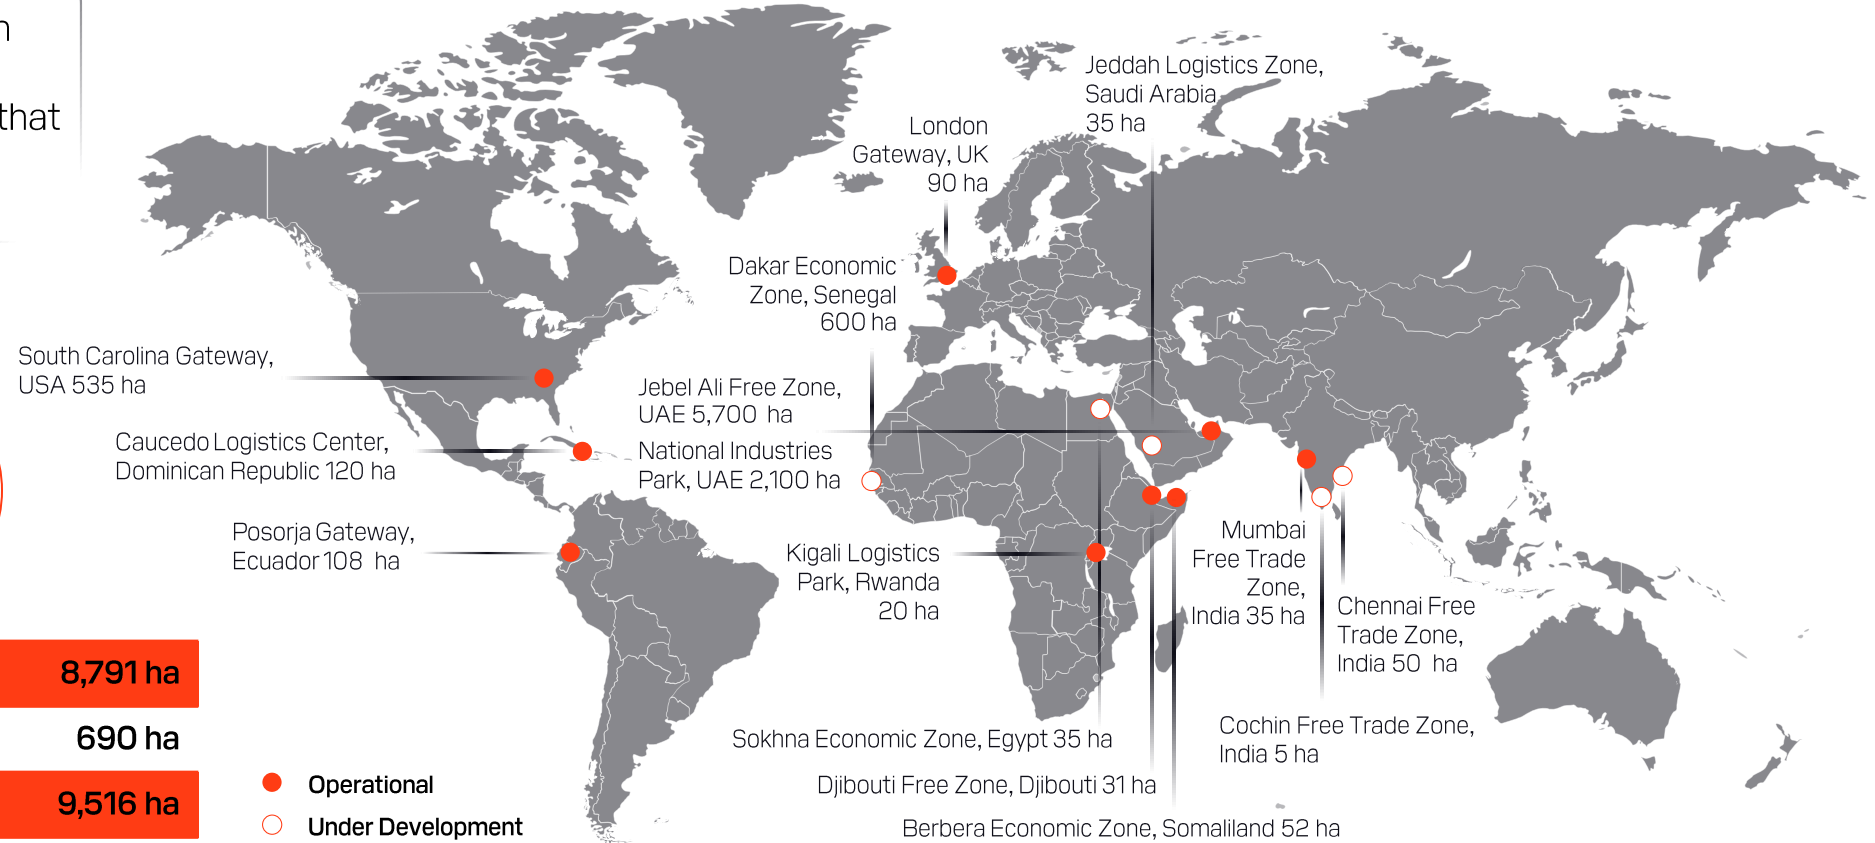 n
that
Jeddah Logistics Zone,
Saudi Arabia
35 ha
London
Gateway, UK
90 ha
Dakar Economic
Zone, Senegal
600 ha
South Carolina Gateway,
USA 535 ha
Jebel Ali Free Zone,
UAE 5,700 ha
Caucedo Logistics Center,
Dominican Republic 120 ha
National Industries
Park, UAE 2,100 ha
Posorja Gateway,
Ecuador 108 ha
Kigali Logistics
Park, Rwanda
20 ha
Mumbai
Free Trade
Zone,
India 35 ha
Chennai Free
Trade Zone,
India 50 ha
Cochin Free Trade Zone,
India 5 ha
Sokhna Economic Zone, Egypt 35 ha
Djibouti Free Zone, Djibouti 31 ha
Berbera Economic Zone, Somaliland 52 ha
8,791 ha
690 ha
9,516 ha
Operational
Under Development